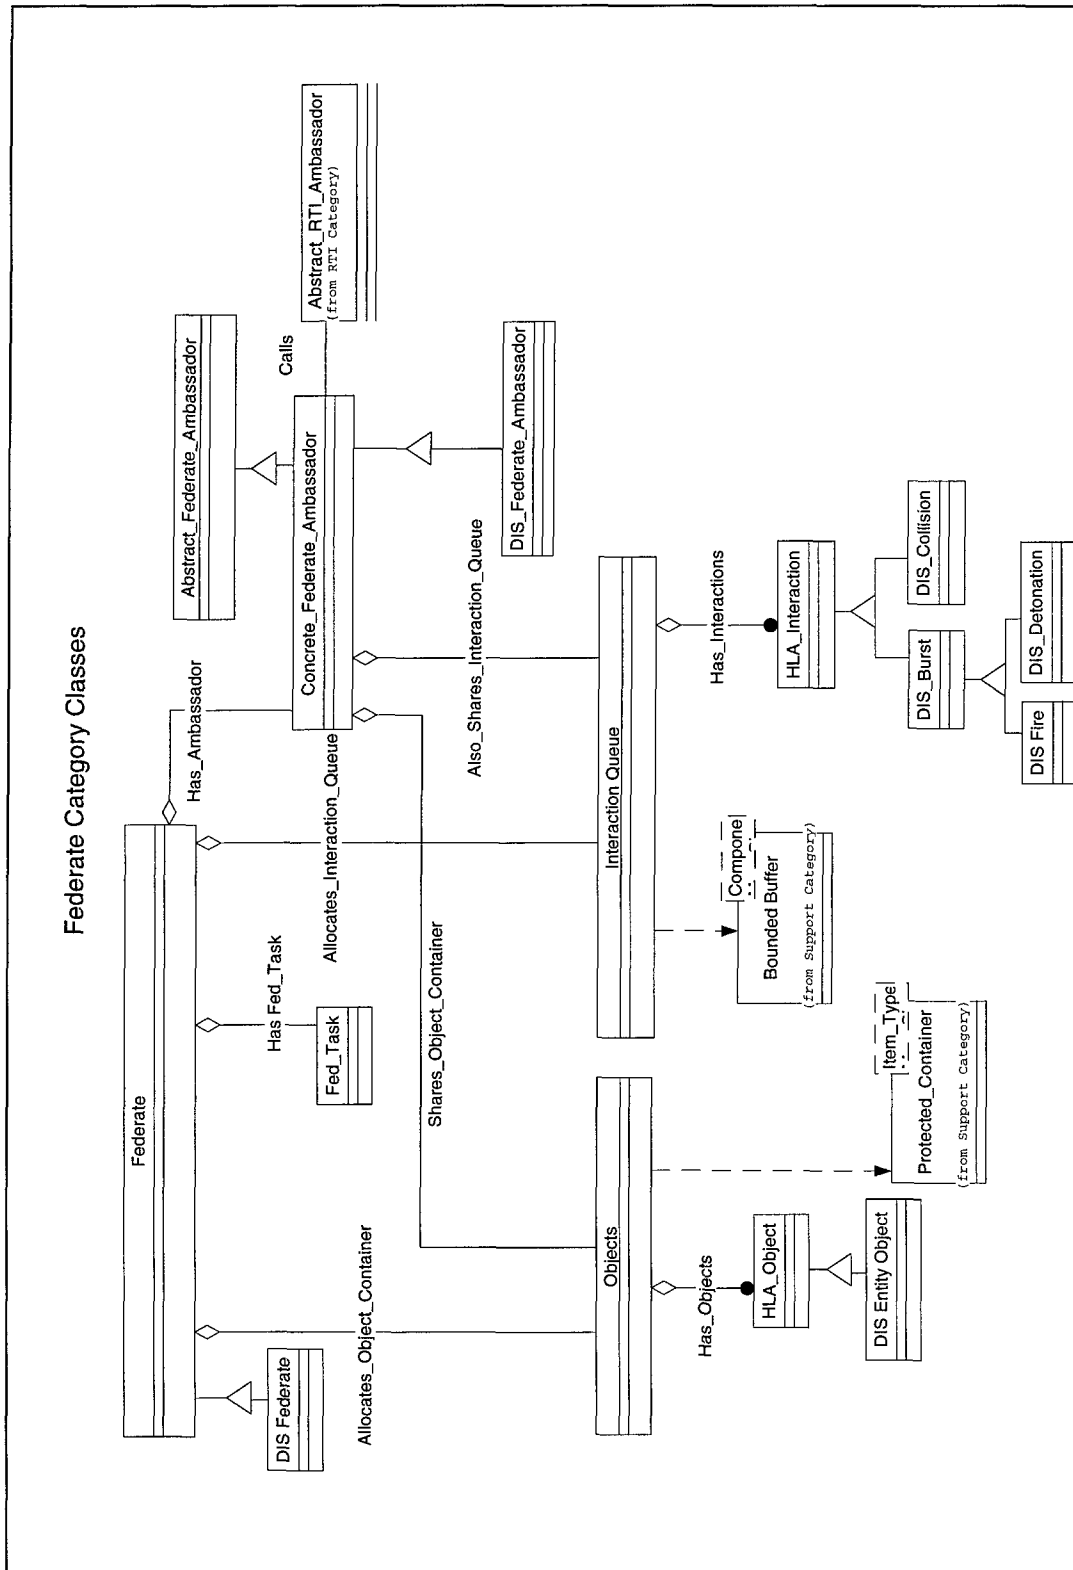 Federate Category Classes
Federate
DIS Federate
Allocates_Object_Container
Has Fed_Task
Fed_Task
Allocates_Interaction_Queue
Has_Ambassador
Abstract_Federate_Ambassador
Concrete_Federate_Ambassador
Calls
Abstract_RTI_Ambassador
(from RTI Category)
DIS_Federate_Ambassador
Shares_Object_Container
Also_Shares_Interaction_Queue
Objects
Interaction Queue
Has_Objects
HLA_Object
DIS Entity Object
Item_Type
Protected_Container
(from Support Category)
Compone
Bounded Buffer
(from Support Category)
Has_Interactions
HLA_Interaction
DIS_Burst
DIS_Collision
DIS Fire
DIS_Detonation